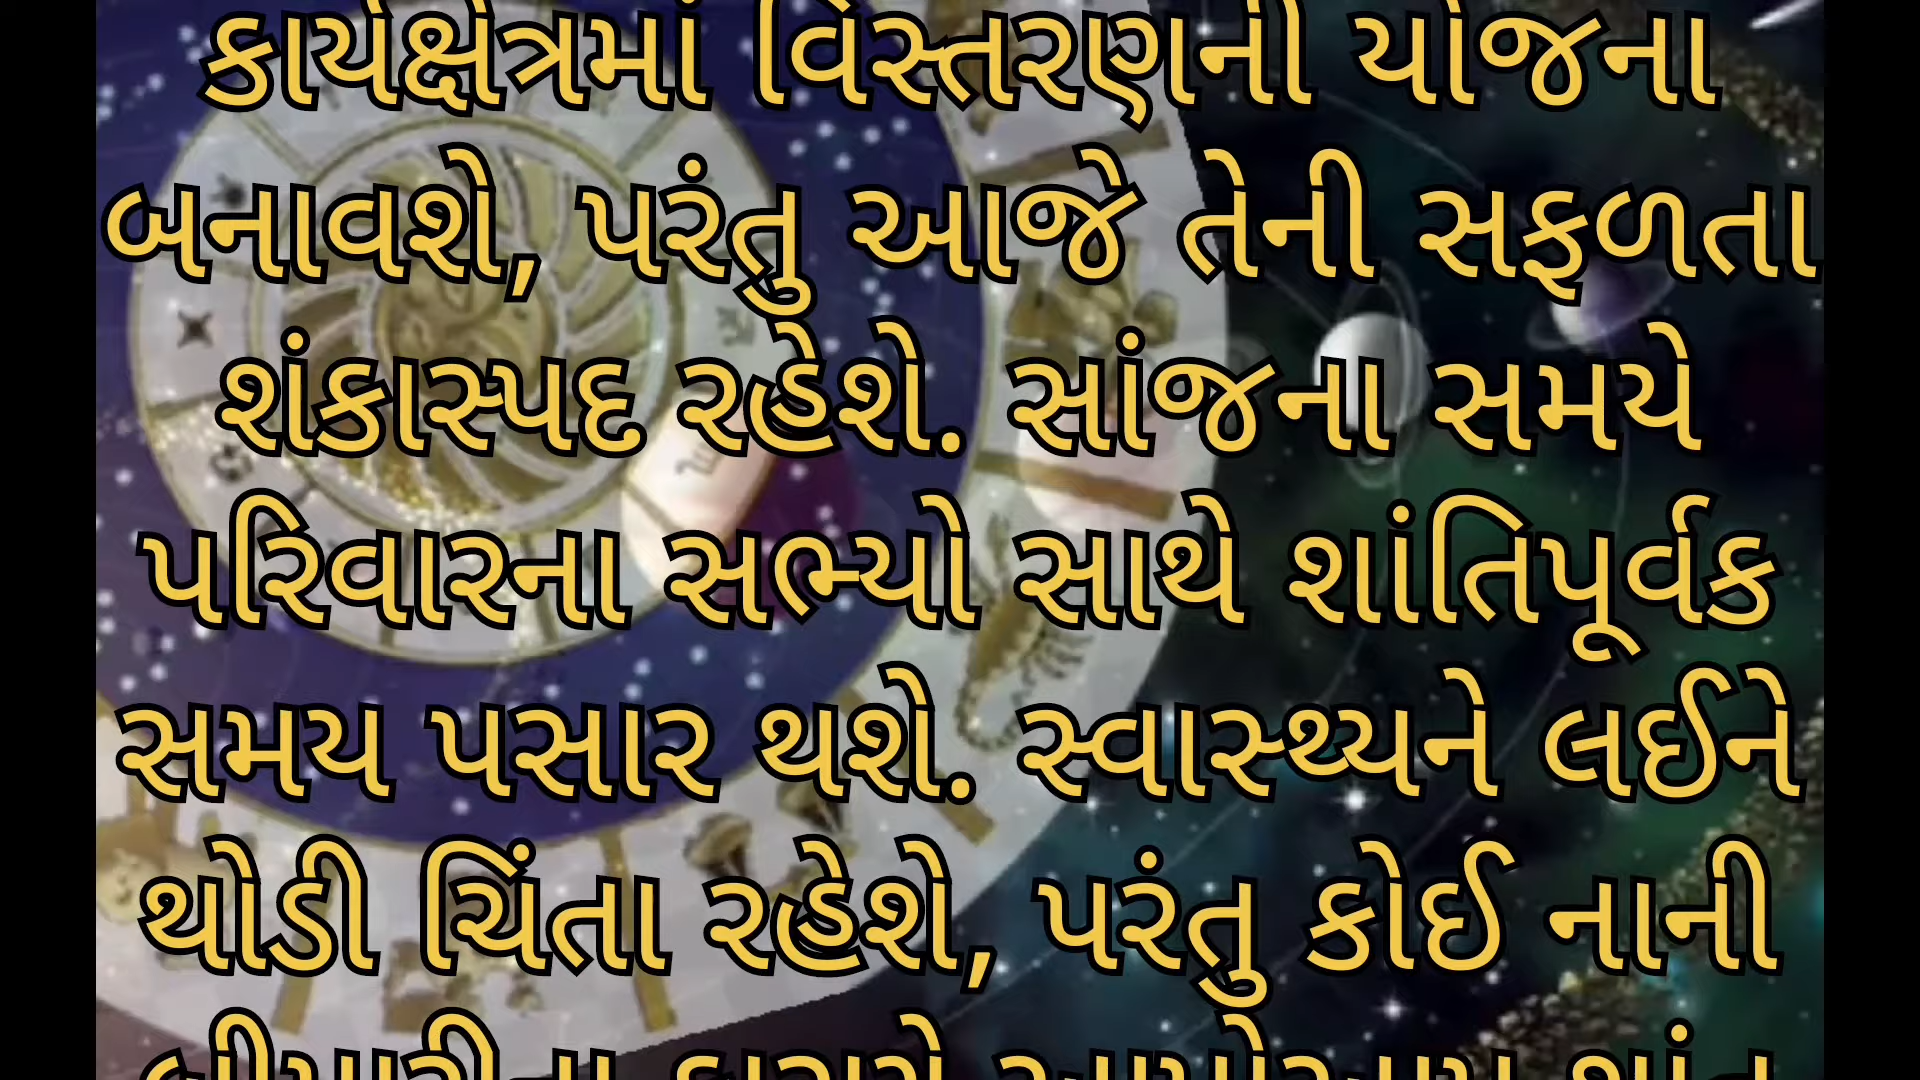 કાર્યક્ષેત્રમાં વિસ્તરણની યોજના
બનાવશે, પરંતુ આજે તેની સફળતા
શંકાસ્પદ રહેશે. સાંજના સમયે
પરિવારના સભ્યો સાથે શાંતિપૂર્વક
સમય પસાર થશે. સ્વાસ્થ્યને લઈને
થોડી ચિંતા રહેશે, પરંતુ કોઈ નાની